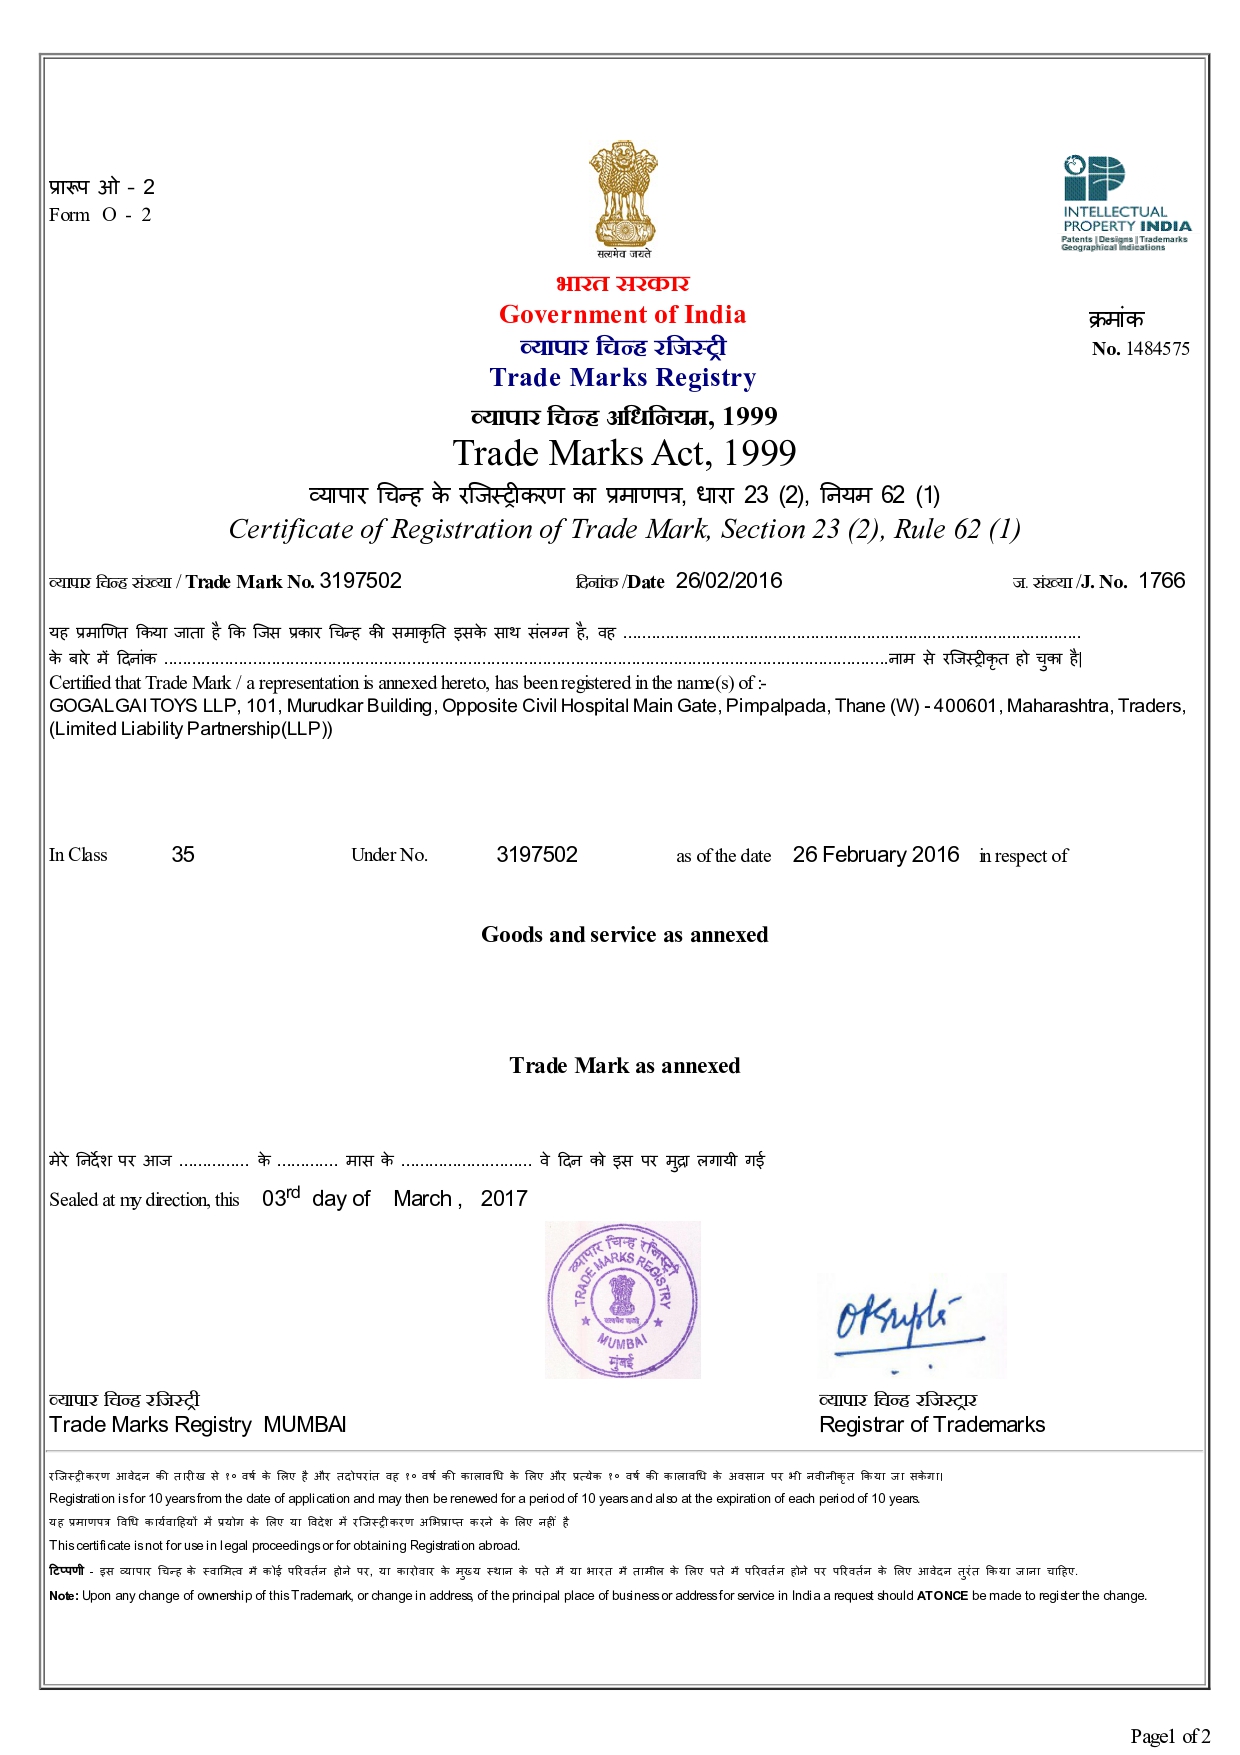 प्रारूप ओ - 2
Form O - 2
सत्यमेव जयते
INTELLECTUAL
PROPERTY INDIA
Patents | Designs | Trademarks
Geographical Indications
भारत सरकार
Government of India
व्यापार चिन्ह रजिस्ट्री
Trade Marks Registry
क्रमांक
No. 1484575
व्यापार चिन्ह अधिनियम, 1999
Trade Marks Act, 1999
व्यापार चिन्ह के रजिस्ट्रीकरण का प्रमाणपत्र, धारा 23 (2), नियम 62 (1)
Certificate of Registration of Trade Mark, Section 23 (2), Rule 62 (1)
व्यापार चिन्ह संख्या / Trade Mark No. 3197502 दिनांक /Date 26/02/2016 ज. संख्या /J. No. 1766
यह प्रमाणित किया जाता है कि जिस प्रकार चिन्ह की समाकृति इसके साथ संलग्न है, वह ..................................................................................................
के बारे में दिनांक ...........................................................................................................................................................नाम से रजिस्ट्रीकृत हो चुका है|
Certified that Trade Mark / a representation is annexed hereto, has been registered in the name(s) of :-
GOGALGAI TOYS LLP, 101, Murudkar Building, Opposite Civil Hospital Main Gate, Pimpalpada, Thane (W) - 400601, Maharashtra, Traders,
(Limited Liability Partnership(LLP))
In Class 35 Under No. 3197502 as of the date 26 February 2016 in respect of
Goods and service as annexed
Trade Mark as annexed
मेरे निर्देश पर आज ............... के ............. मास के ............................ वे दिन को इस पर मुद्रा लगायी गई
Sealed at my direction, this 03rd day of March , 2017
व्यापार चिन्ह रजिस्ट्री
TRADE MARKS REGISTRY
सत्यमेव जयते
MUMBAI
मुंबई
OPGupta
व्यापार चिन्ह रजिस्ट्री
Trade Marks Registry MUMBAI
व्यापार चिन्ह रजिस्ट्रार
Registrar of Trademarks
रजिस्ट्रीकरण आवेदन की तारीख से १० वर्ष के लिए है और तदोपरांत वह १० वर्ष की कालावधि के लिए और प्रत्येक १० वर्ष की कालावधि के अवसान पर भी नवीनीकृत किया जा सकेगा|
Registration is for 10 years from the date of application and may then be renewed for a period of 10 years and also at the expiration of each period of 10 years.
यह प्रमाणपत्र विधि कार्यवाहियों में प्रयोग के लिए या विदेश में रजिस्ट्रीकरण अभिप्राप्त करने के लिए नहीं है
This certificate is not for use in legal proceedings or for obtaining Registration abroad.
टिप्पणी - इस व्यापार चिन्ह के स्वामित्व में कोई परिवर्तन होने पर, या कारोवार के मुख्य स्थान के पते में या भारत में तामील के लिए पते में परिवर्तन होने पर परिवर्तन के लिए आवेदन तुरंत किया जाना चाहिए.
Note: Upon any change of ownership of this Trademark, or change in address, of the principal place of business or address for service in India a request should AT ONCE be made to register the change.
Page1 of 2